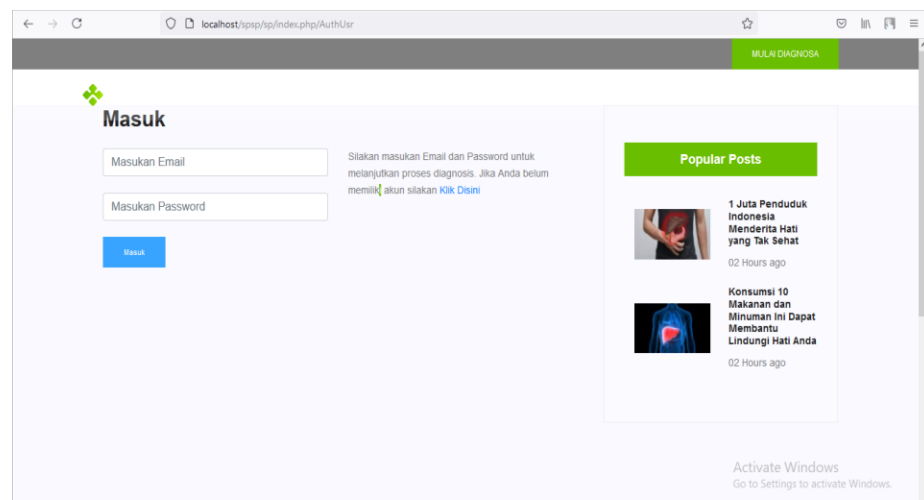 localhost/spsp/sp/index.php/AuthUsr
MULAI DIAGNOSA
Masuk
Masukan Email
Masukan Password
Masuk
Silakan masukan Email dan Password untuk
melanjutkan proses diagnosis. Jika Anda belum
memilik akun silakan Klik Disini
Popular Posts
1 Juta Penduduk
Indonesia
Menderita Hati
yang Tak Sehat
02 Hours ago
Konsumsi 10
Makanan dan
Minuman Ini Dapat
Membantu
Lindungi Hati Anda
02 Hours ago
Activate Windows
Go to Settings to activate Windows.